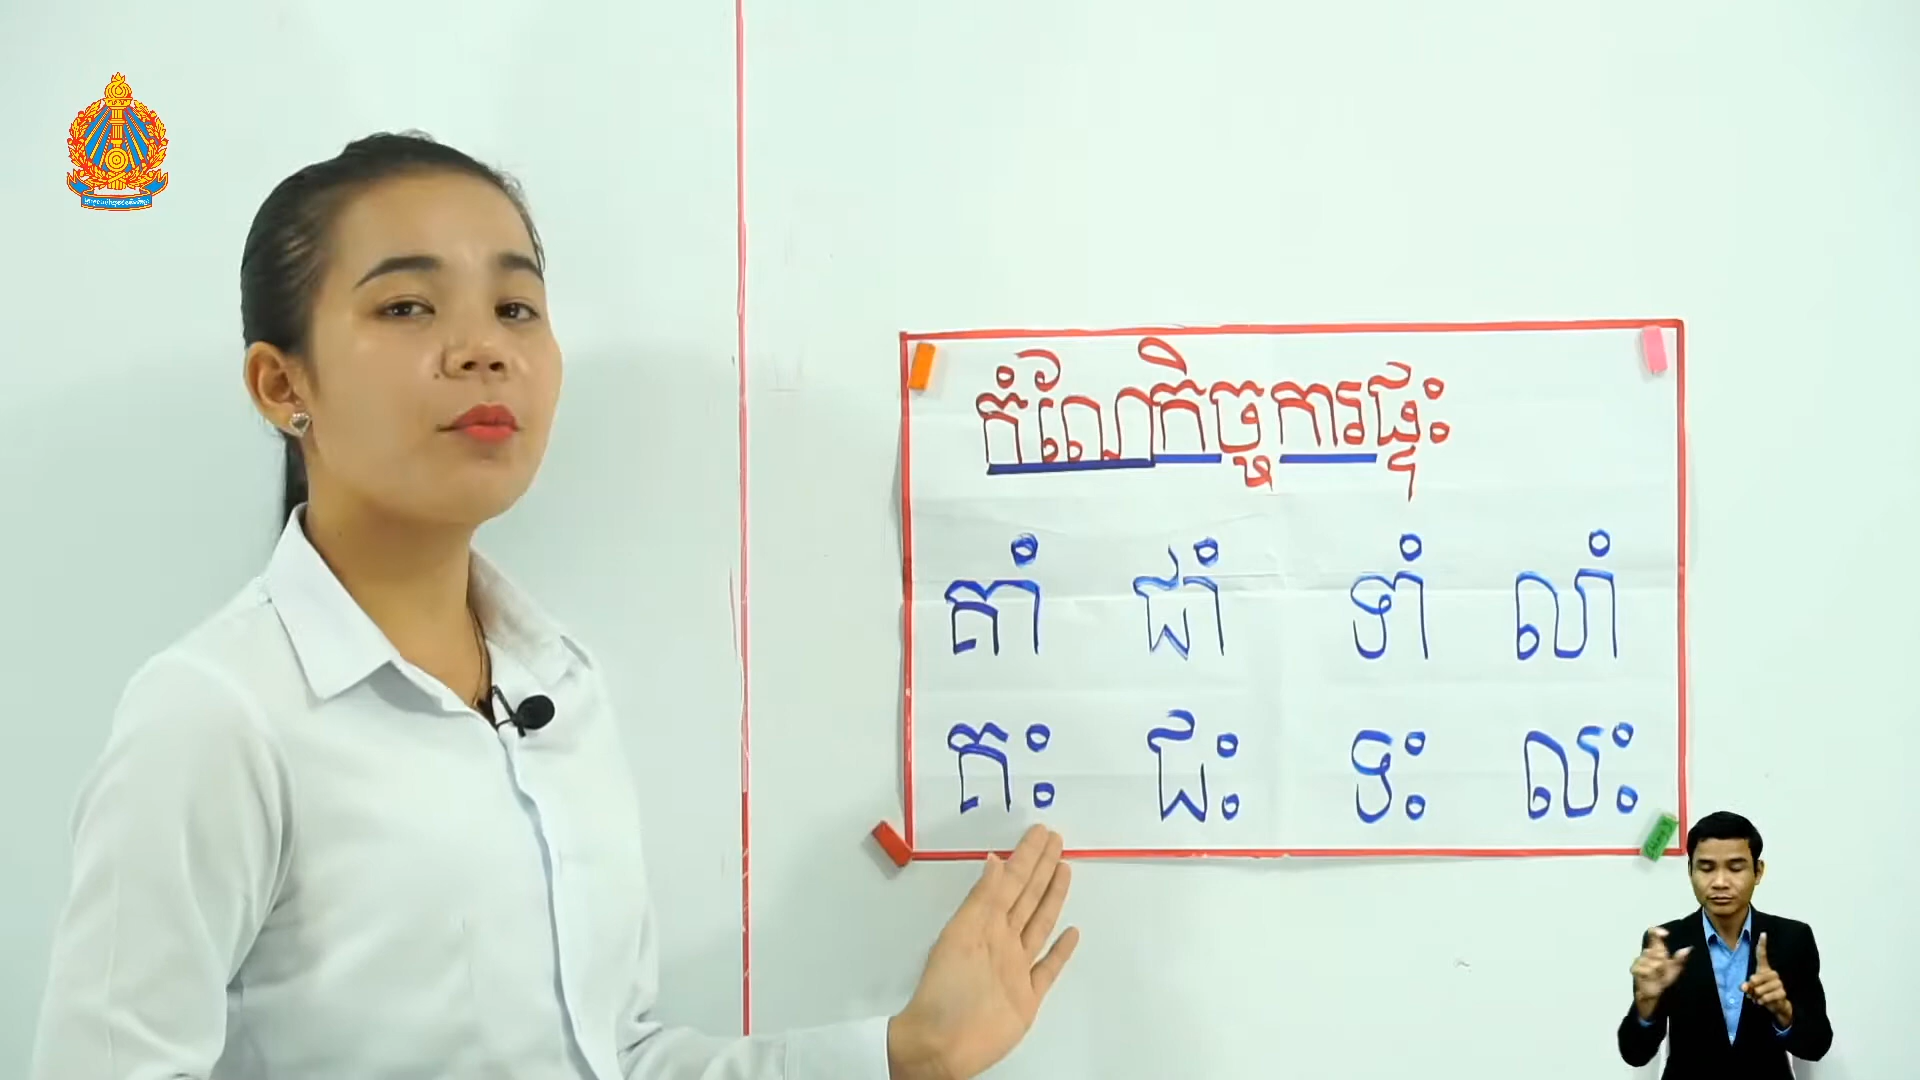 កំណែកិច្ចការផ្ទះ
គាំ ជាំ ទាំ លាំ
គះ ជះ ទះ លះ